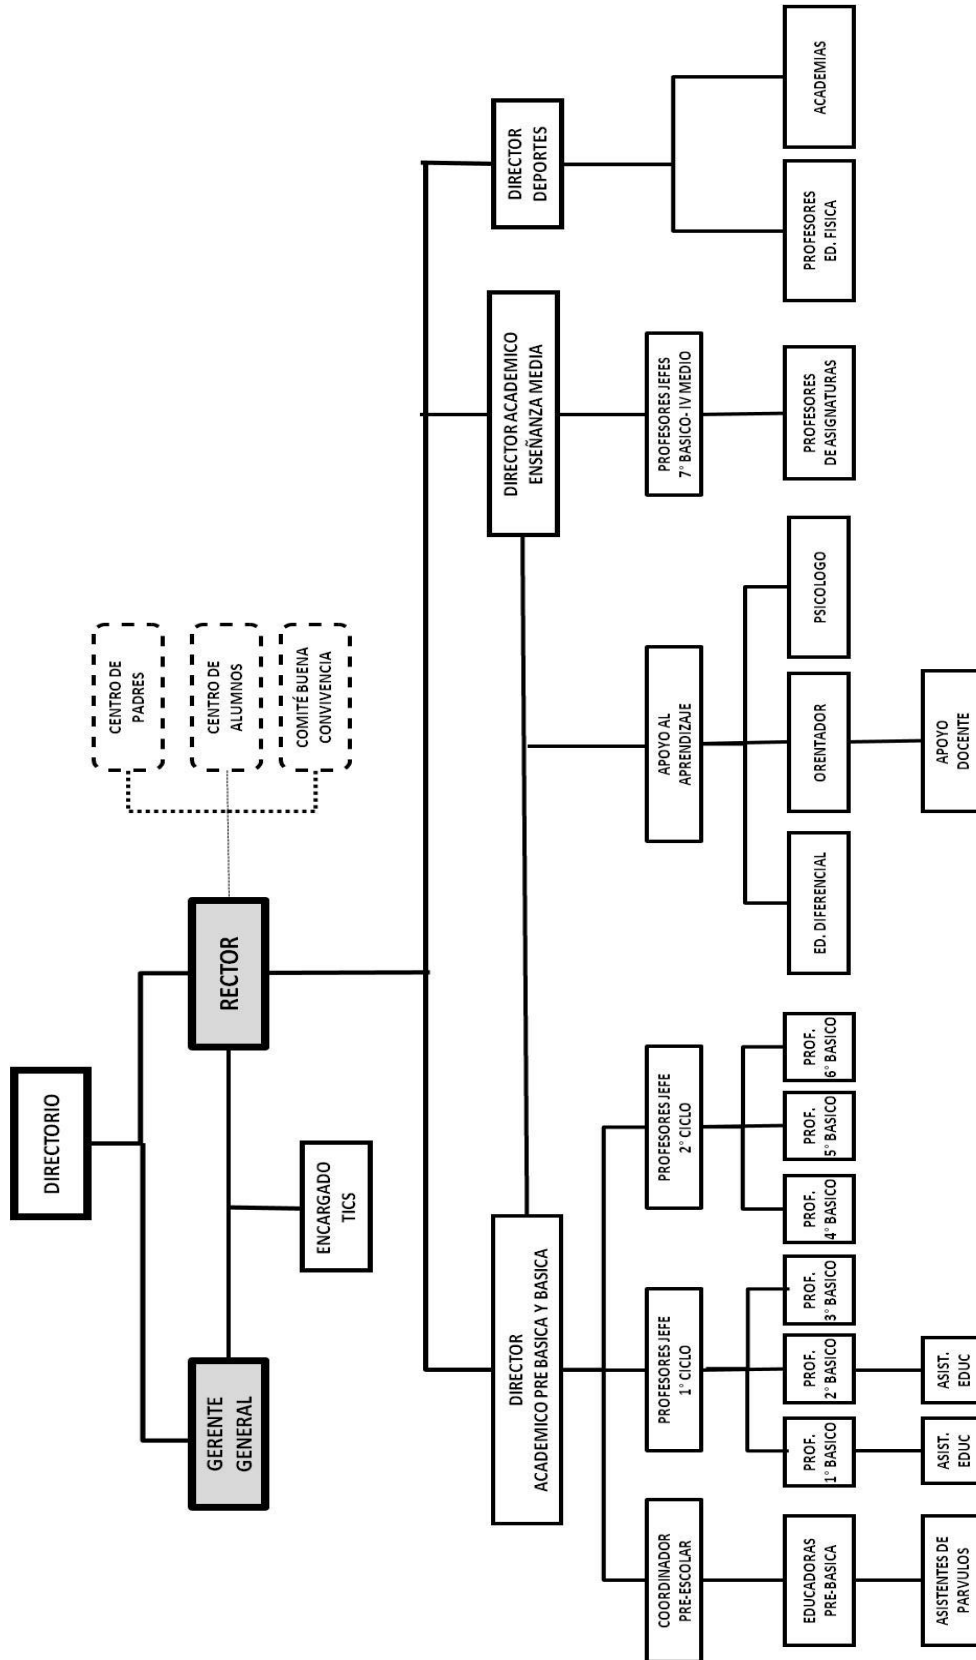 DIRECTORIO
GERENTE
GENERAL
RECTOR
CENTRO DE
PADRES
CENTRO DE
ALUMNOS
COMITÉ BUENA
CONVIVENCIA
ENCARGADO
TICS
DIRECTOR
ACADEMICO PRE BASICA Y BASICA
DIRECTOR ACADEMICO
ENSEÑANZA MEDIA
DIRECTOR
DEPORTES
COORDINADOR
PRE-ESCOLAR
PROFESORES JEFE
1° CICLO
PROFESORES JEFE
2° CICLO
APOYO AL
APRENDIZAJE
PROFESORES JEFES
7° BASICO- IV MEDIO
EDUCADORAS
PRE-BASICA
PROF.
1° BASICO
PROF.
2° BASICO
PROF.
3° BASICO
PROF.
4° BASICO
PROF.
5° BASICO
PROF.
6° BASICO
ED. DIFERENCIAL
ORENTADOR
PSICOLOGO
PROFESORES
DE ASIGNATURAS
PROFESORES
ED. FISICA
ACADEMIAS
ASISTENTES DE
PARVULOS
ASIST.
EDUC
ASIST.
EDUC
APOYO
DOCENTE